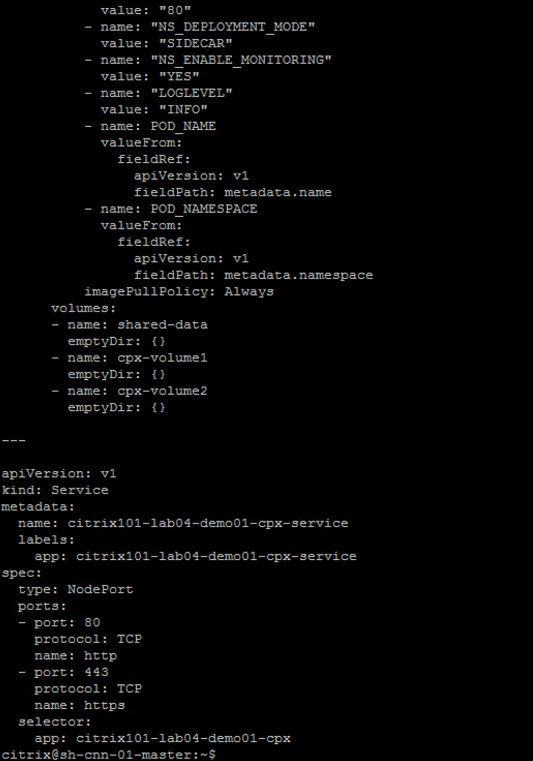 value: "80"
          - name: "NS_DEPLOYMENT_MODE"
            value: "SIDECAR"
          - name: "NS_ENABLE_MONITORING"
            value: "YES"
          - name: "LOGLEVEL"
            value: "INFO"
          - name: POD_NAME
            valueFrom:
              fieldRef:
                apiVersion: v1
                fieldPath: metadata.name
          - name: POD_NAMESPACE
            valueFrom:
              fieldRef:
                apiVersion: v1
                fieldPath: metadata.namespace
          imagePullPolicy: Always
      volumes:
      - name: shared-data
        emptyDir: {}
      - name: cpx-volume1
        emptyDir: {}
      - name: cpx-volume2
        emptyDir: {}

---

apiVersion: v1
kind: Service
metadata:
  name: citrix101-lab04-demo01-cpx-service
  labels:
    app: citrix101-lab04-demo01-cpx-service
spec:
  type: NodePort
  ports:
  - port: 80
    protocol: TCP
    name: http
  - port: 443
    protocol: TCP
    name: https
  selector:
    app: citrix101-lab04-demo01-cpx
citrix@sh-cnn-01-master:~$